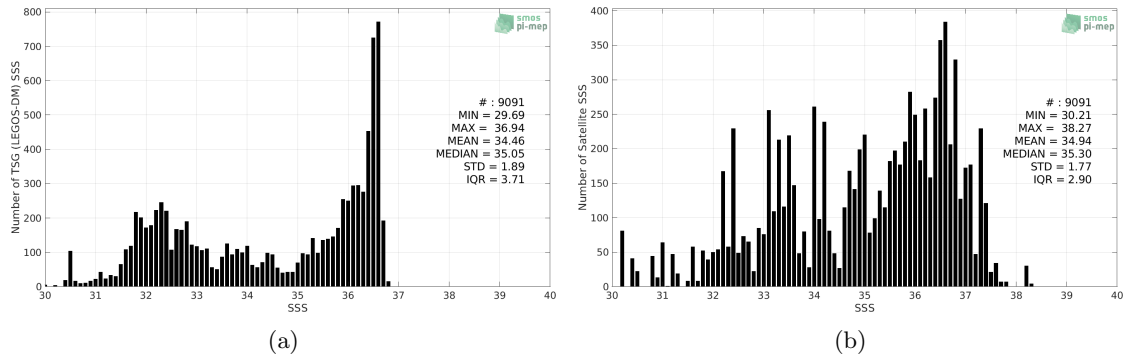 800
700
600
500
400
300
200
100
0
Number of TSG (LEGOS-DM) SSS
smos
pi-mep
# : 9091
MIN = 29.69
MAX = 36.94
MEAN = 34.46
MEDIAN = 35.05
STD = 1.89
IQR = 3.71
30 31 32 33 34 35 36 37 38 39 40
SSS
(a)
400
350
300
250
200
150
100
50
0
Number of Satellite SSS
smos
pi-mep
# : 9091
MIN = 30.21
MAX = 38.27
MEAN = 34.94
MEDIAN = 35.30
STD = 1.77
IQR = 2.90
30 31 32 33 34 35 36 37 38 39 40
SSS
(b)